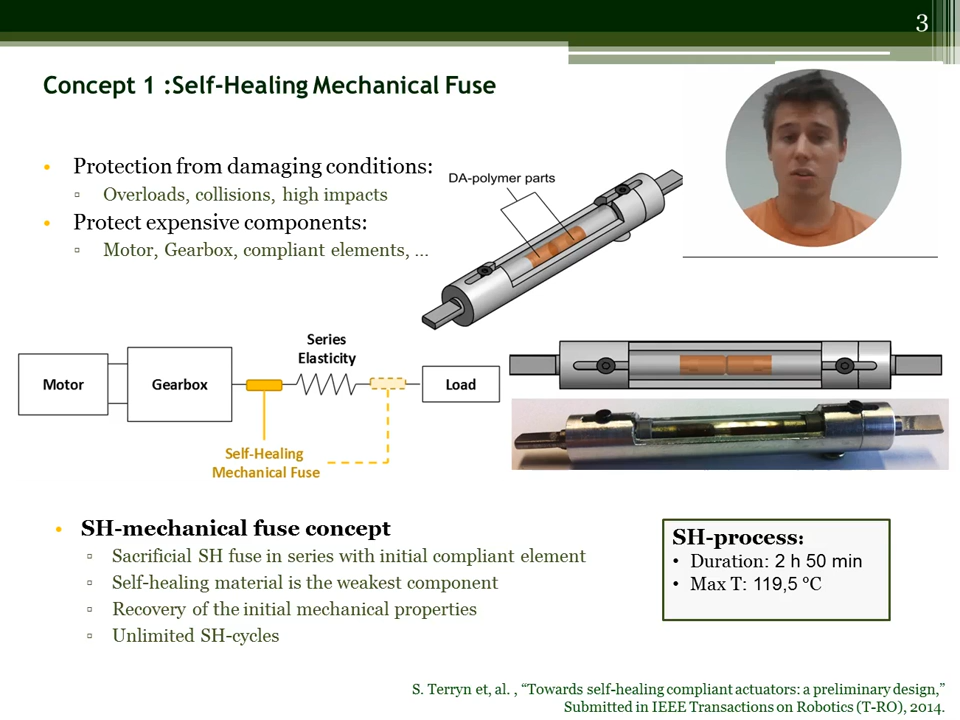 3
Concept 1 :Self-Healing Mechanical Fuse
• Protection from damaging conditions:
▫ Overloads, collisions, high impacts
• Protect expensive components:
▫ Motor, Gearbox, compliant elements, ...
DA-polymer parts
Motor
Gearbox
Series
Elasticity
Load
Self-Healing
Mechanical Fuse
• SH-mechanical fuse concept
▫ Sacrificial SH fuse in series with initial compliant element
▫ Self-healing material is the weakest component
▫ Recovery of the initial mechanical properties
▫ Unlimited SH-cycles
SH-process:
• Duration: 2 h 50 min
• Max T: 119,5 °C
S. Terryn et, al. , “Towards self-healing compliant actuators: a preliminary design,”
Submitted in IEEE Transactions on Robotics (T-RO), 2014.